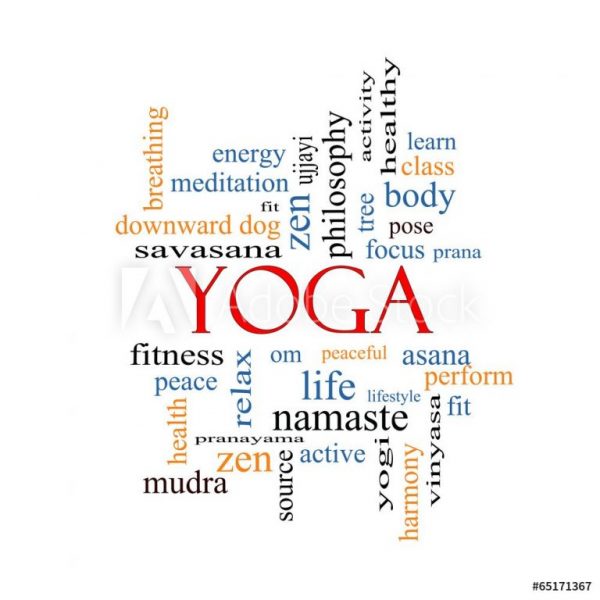 breathing
energy
meditation
fit
downward dog
savasana
zen
ujjayi
philosophy
activity
healthy
learn
class
tree
body
pose
focus
prana
YOGA
Adobe Stock
fitness
om
peaceful
asana
peace
relax
life
lifestyle
perform
fit
health
namaste
vinyasa
pranayama
zen
source
active
yogi
harmony
mudra
#65171367